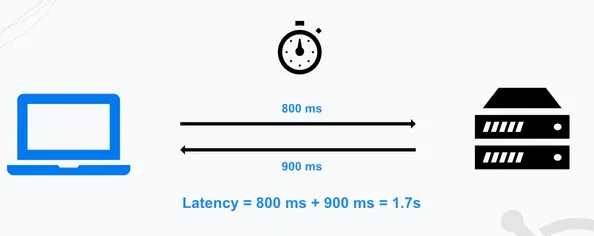 800 ms
900 ms
Latency = 800 ms + 900 ms = 1.7s